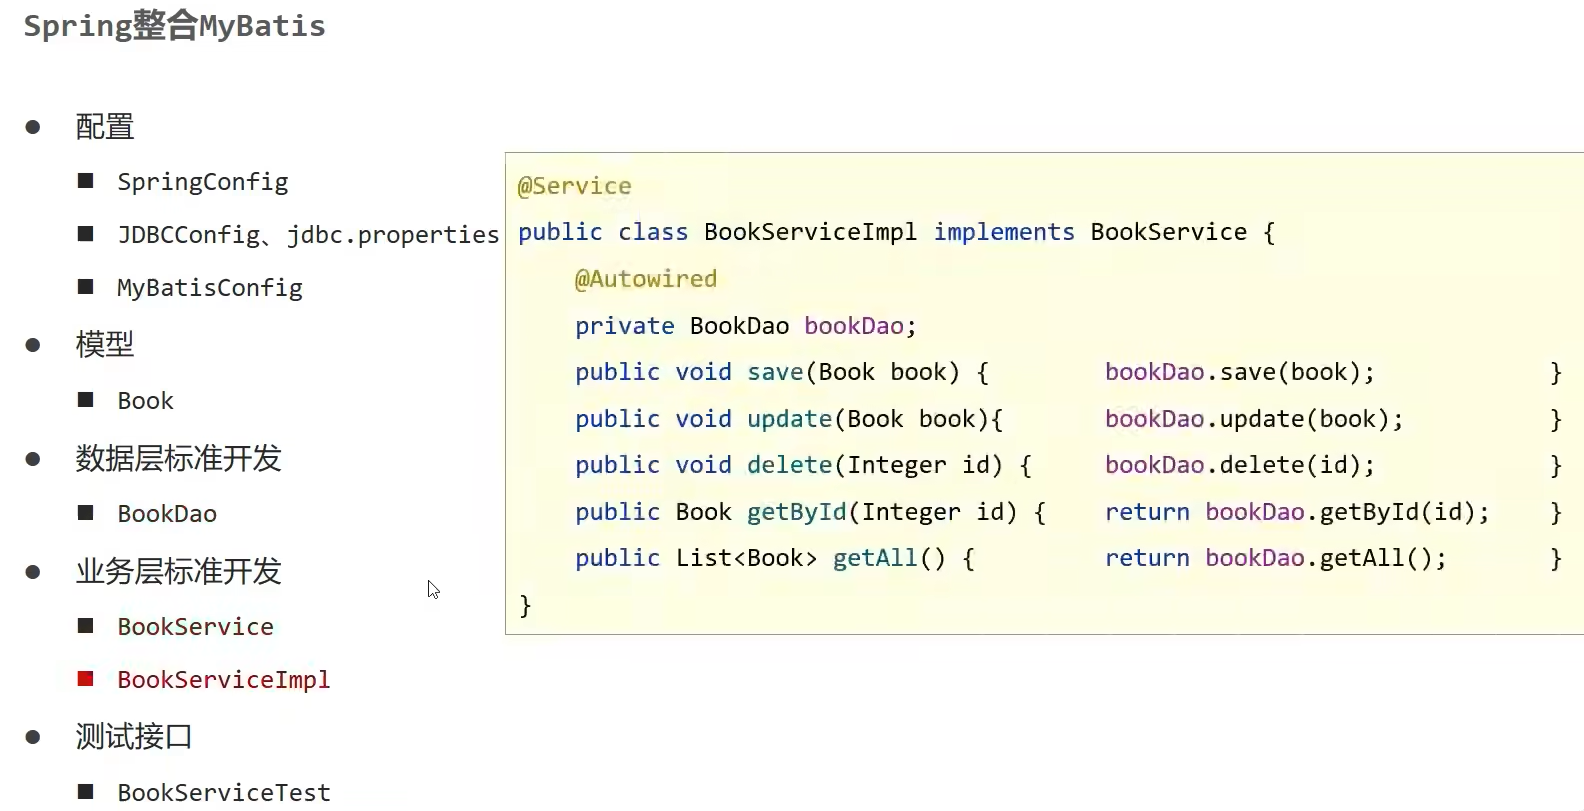 Spring整合MyBatis
配置
SpringConfig
JDBCConfig、jdbc.properties
MyBatisConfig
模型
Book
数据层标准开发
BookDao
业务层标准开发
BookService
BookServiceImpl
测试接口
BookServiceTest
@Service
public class BookServiceImpl implements BookService {
@Autowired
private BookDao bookDao;
public void save(Book book) { bookDao.save(book); }
public void update(Book book){ bookDao.update(book); }
public void delete(Integer id) { bookDao.delete(id); }
public Book getById(Integer id) { return bookDao.getById(id); }
public List<Book> getAll() { return bookDao.getAll(); }
}